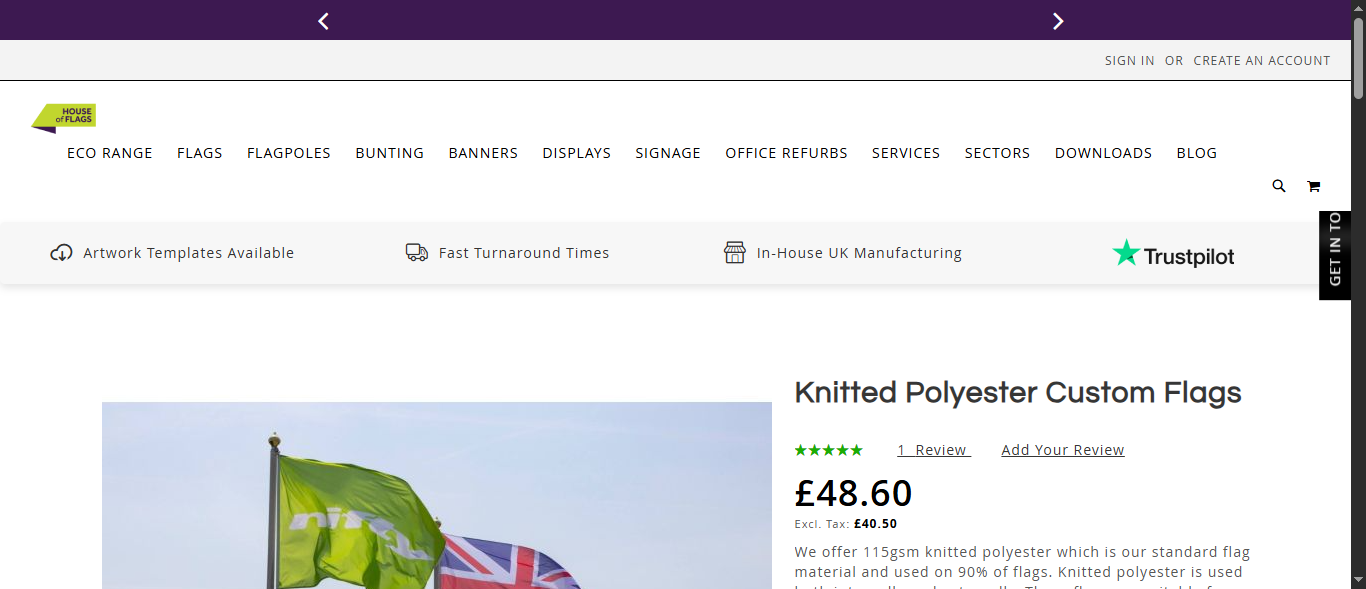 SIGN IN OR CREATE AN ACCOUNT
HOUSE
of FLAGS
ECO RANGE FLAGS FLAGPOLES BUNTING BANNERS DISPLAYS SIGNAGE OFFICE REFURBS SERVICES SECTORS DOWNLOADS BLOG
Artwork Templates Available Fast Turnaround Times In-House UK Manufacturing Trustpilot
GET IN TO
Knitted Polyester Custom Flags
1 Review Add Your Review
£48.60
Excl. Tax: £40.50
We offer 115gsm knitted polyester which is our standard flag
material and used on 90% of flags. Knitted polyester is used